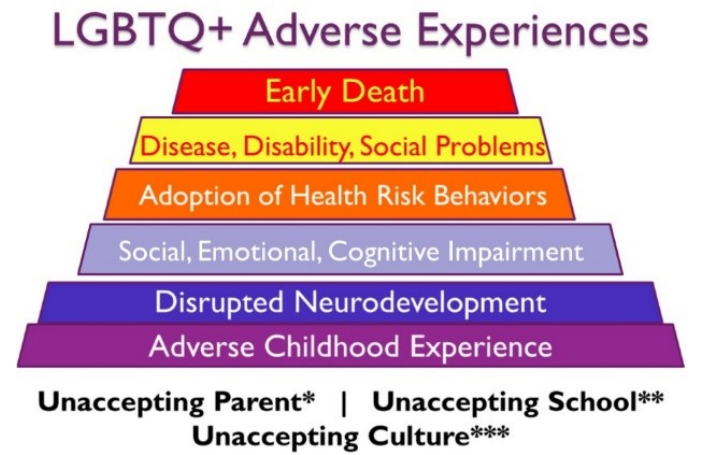 LGBTQ+ Adverse Experiences
Early Death
Disease, Disability, Social Problems
Adoption of Health Risk Behaviors
Social, Emotional, Cognitive Impairment
Disrupted Neurodevelopment
Adverse Childhood Experience
Unaccepting Parent* | Unaccepting School**
Unaccepting Culture***